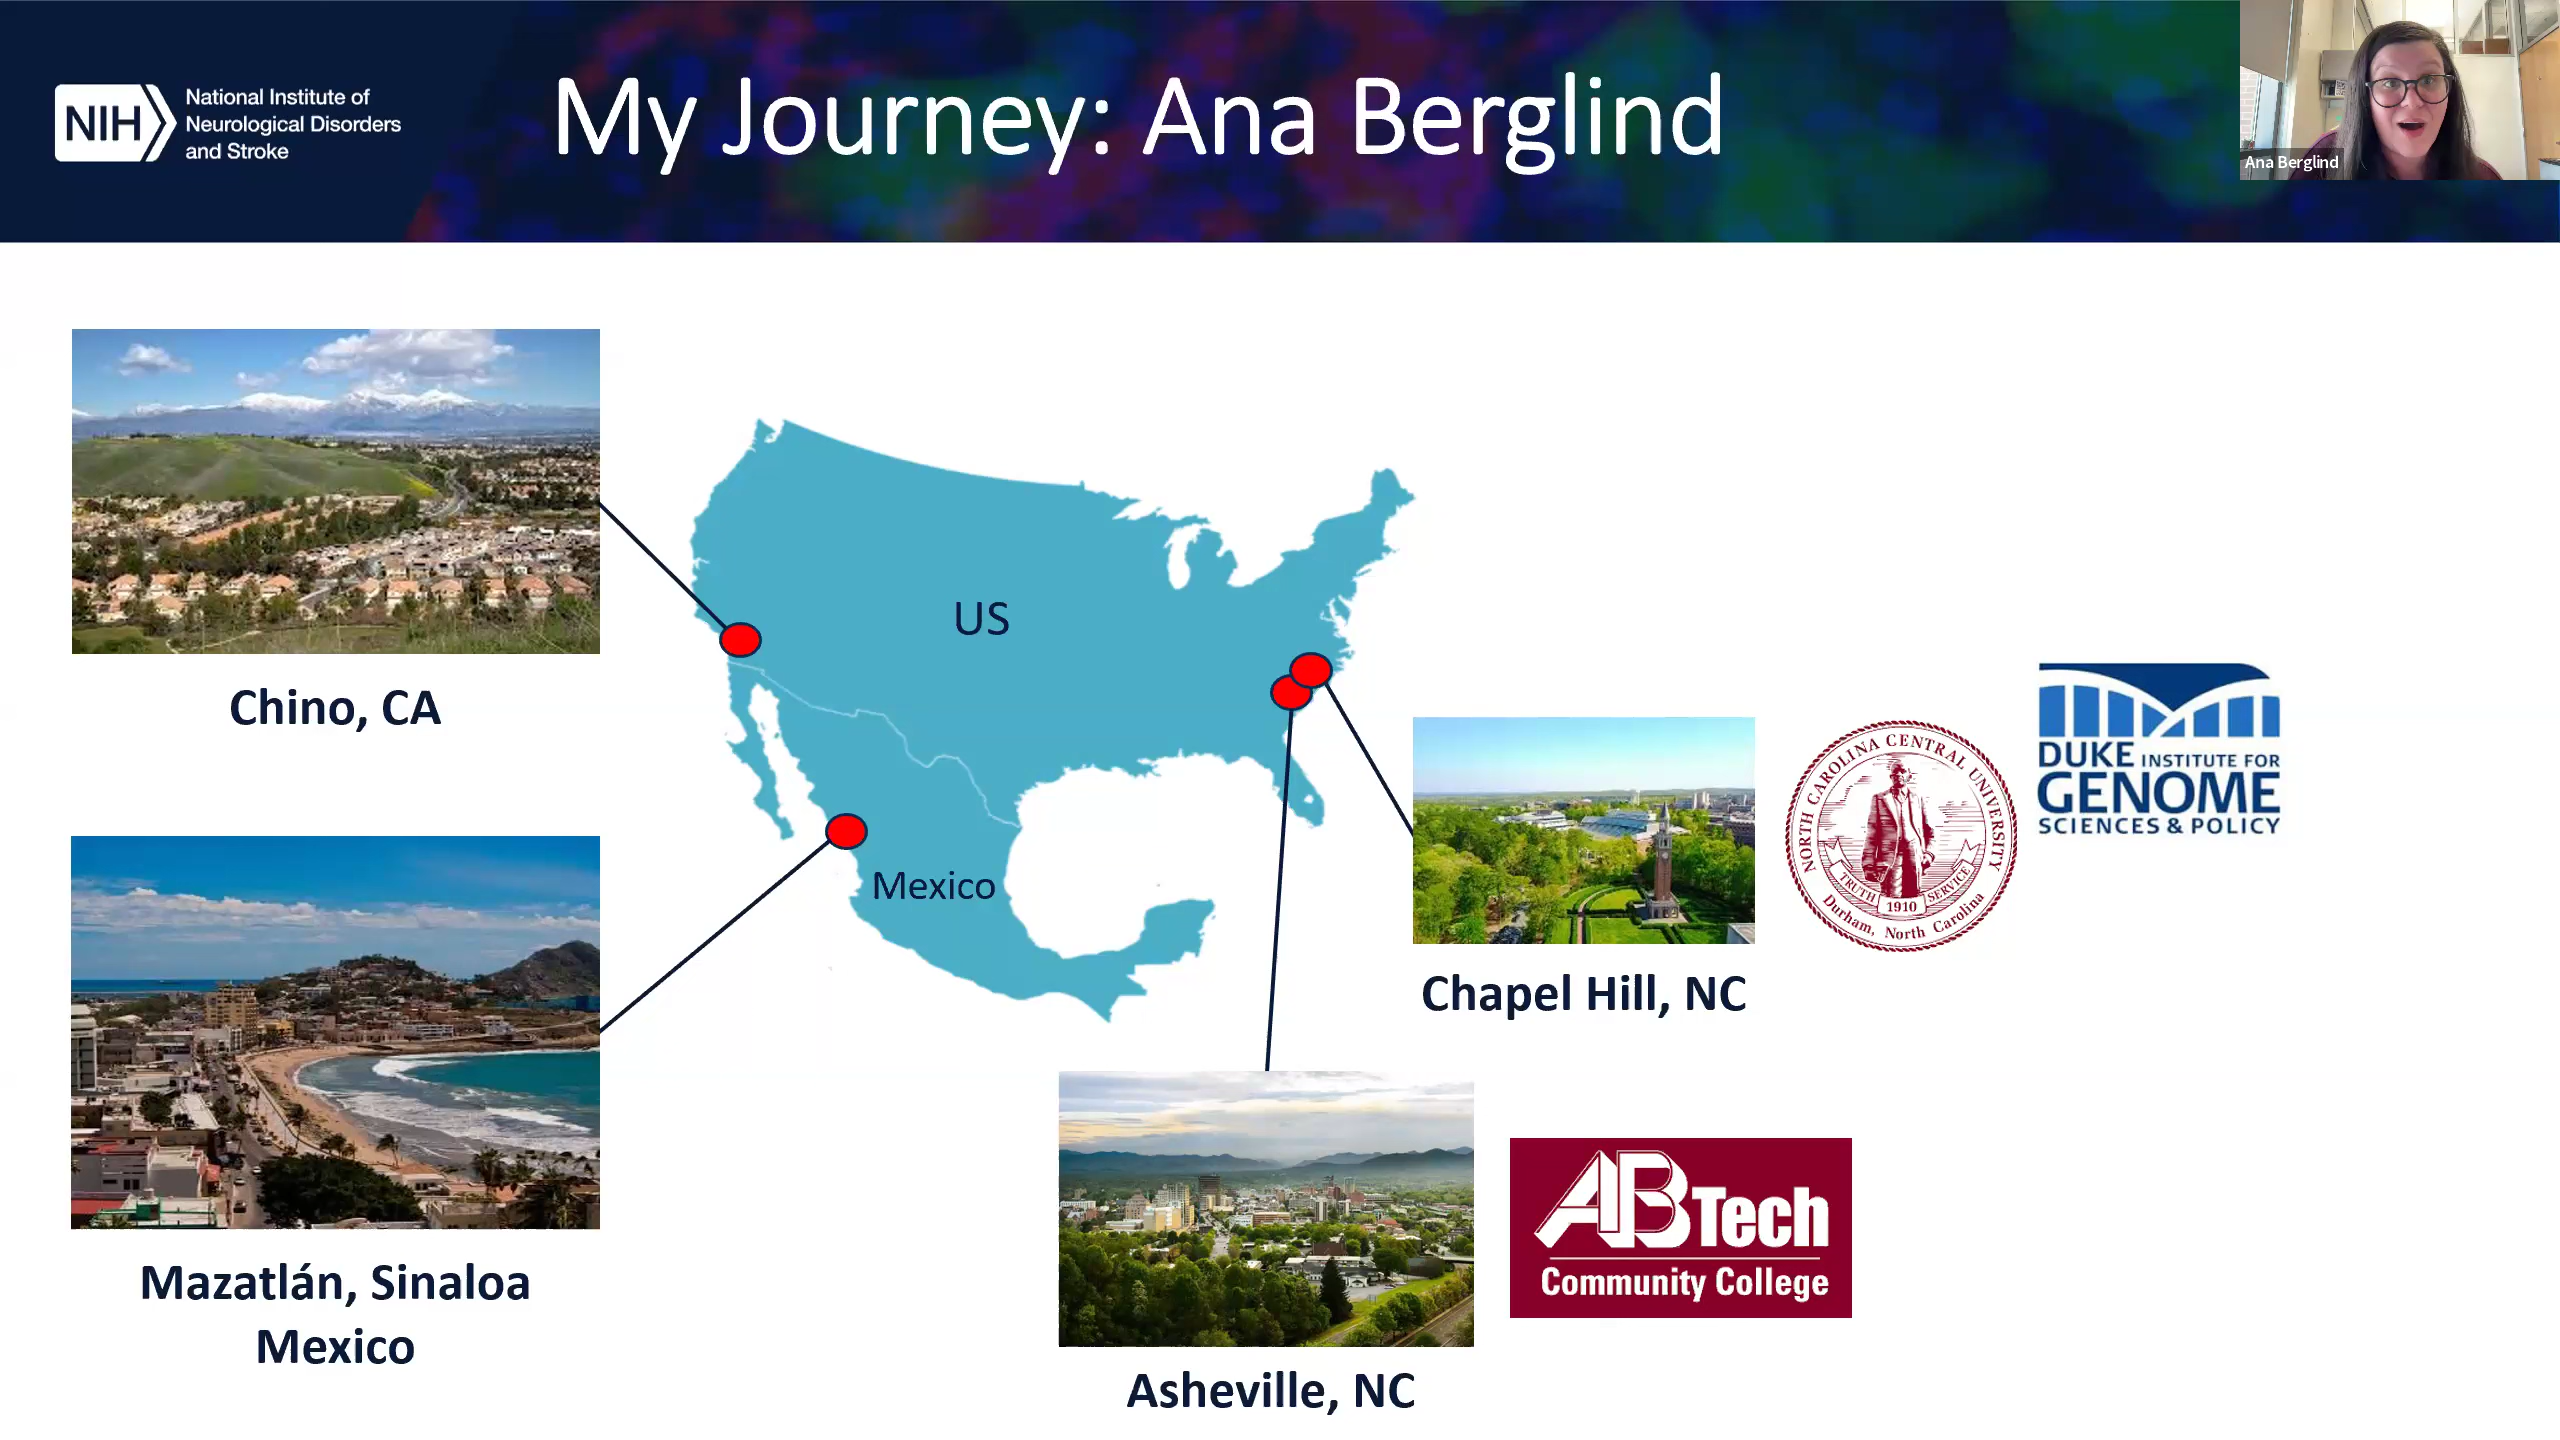 NIH
National Institute of
Neurological Disorders
and Stroke
My Journey: Ana Berglind
Ana Berglind
Chino, CA
US
Mexico
Mazatlán, Sinaloa
Mexico
Chapel Hill, NC
NORTH CAROLINA CENTRAL UNIVERSITY
TRUTH SERVICE
1910
Durham, North Carolina
DUKE INSTITUTE FOR
GENOME
SCIENCES & POLICY
Asheville, NC
AB Tech
Community College